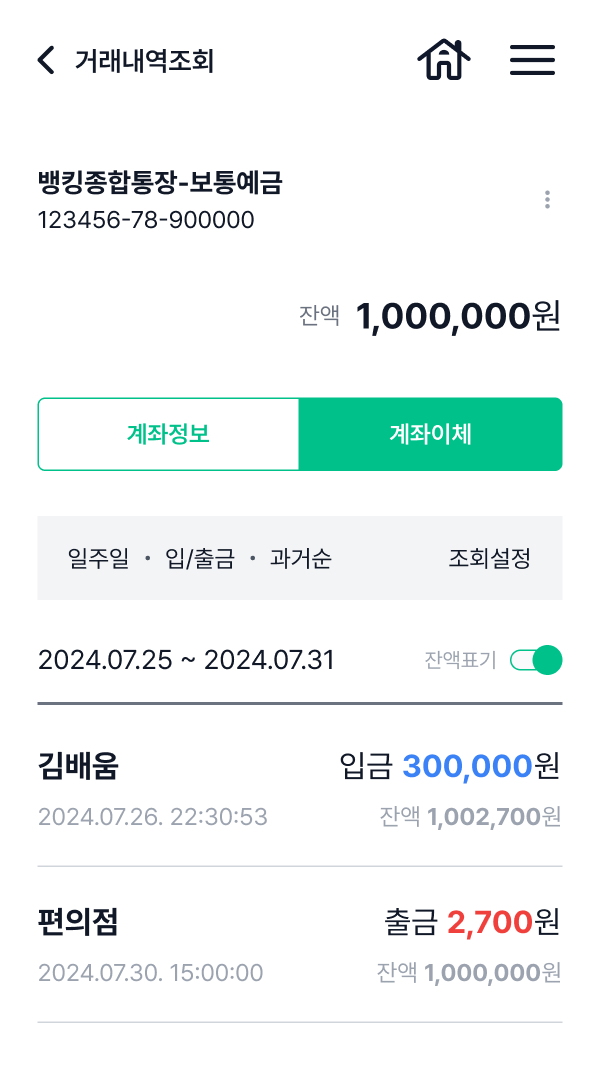 거래내역조회
뱅킹종합통장-보통예금
123456-78-900000
잔액 1,000,000원
계좌정보 계좌이체
일주일 · 입/출금 · 과거순 조회설정
2024.07.25 ~ 2024.07.31 잔액표기
김배움 입금 300,000원
2024.07.26. 22:30:53 잔액 1,002,700원
편의점 출금 2,700원
2024.07.30. 15:00:00 잔액 1,000,000원